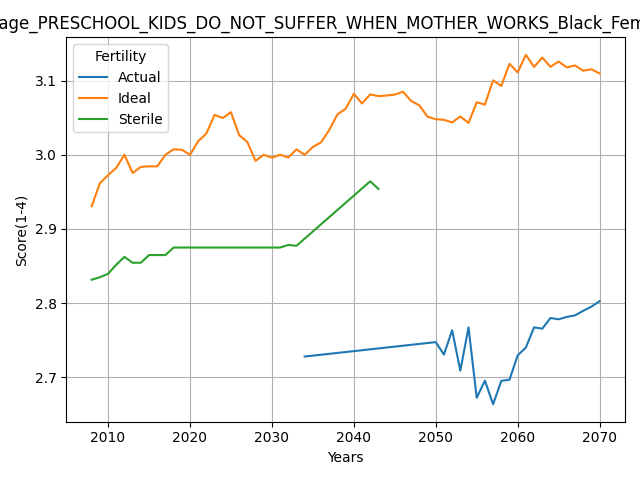 age_PRESCHOOL_KIDS_DO_NOT_SUFFER_WHEN_MOTHER_WORKS_Black_Fem
Fertility
Actual
Ideal
Sterile
3.1
3.0
2.9
2.8
2.7
Score(1-4)
2010 2020 2030 2040 2050 2060 2070
Years